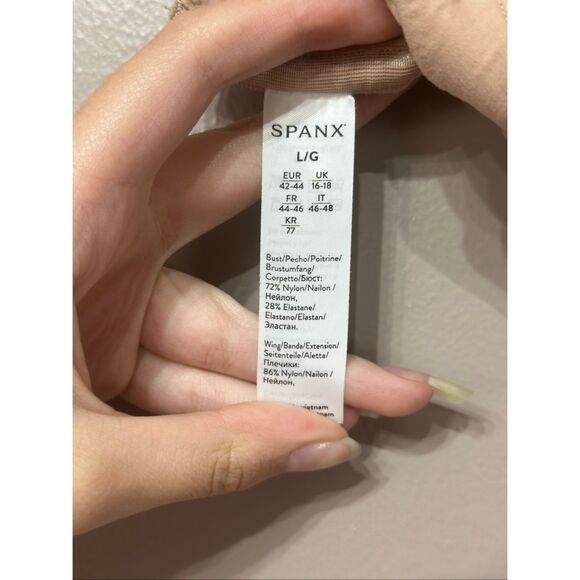 SPANX
L/G
EUR UK
42-44 16-18
FR IT
44-46 46-48
KR
77
Bust/Pecho/Poitrine/
Brustumfang/
Corpetto/Бюст:
72% Nylon/Nailon /
Нейлон,
28% Elastane/
Elastano/Elastan/
Эластан.
Wing/Banda/Extension/
Seitenteile/Aletta/
Плечики:
86% Nylon/Nailon /
Нейлон,